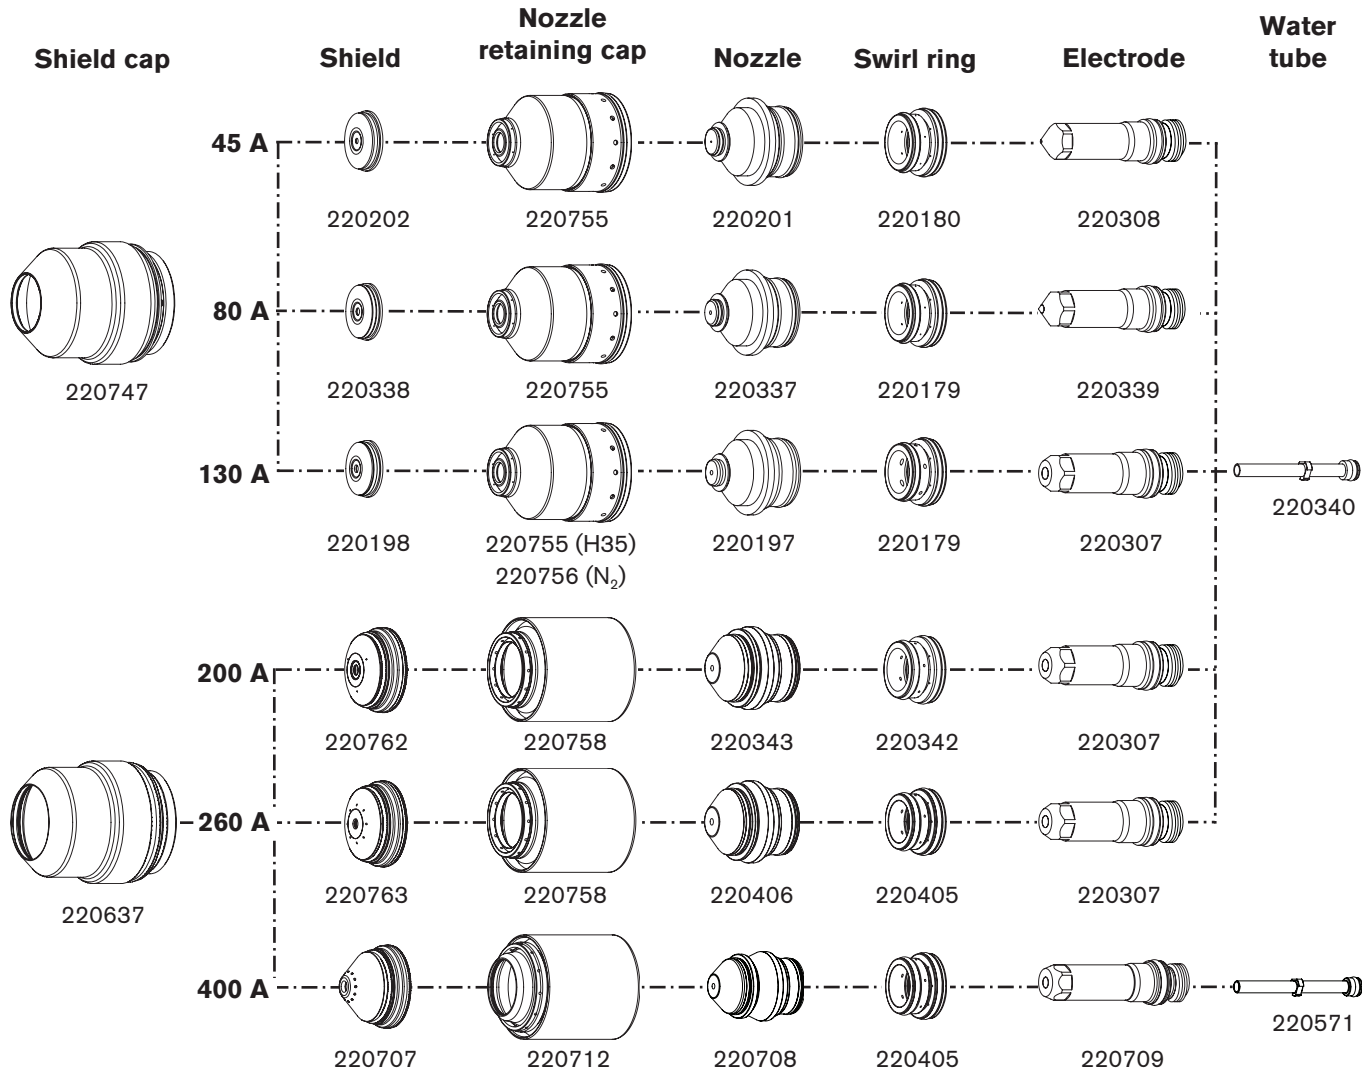 Shield cap
Shield
Nozzle
retaining cap
Nozzle
Swirl ring
Electrode
Water
tube
45 A
220202
220755
220201
220180
220308
80 A
220747
220338
220755
220337
220179
220339
130 A
220198
220755 (H35)
220756 (N₂)
220197
220179
220307
220340
200 A
220762
220758
220343
220342
220307
260 A
220637
220763
220758
220406
220405
220307
400 A
220707
220712
220708
220405
220709
220571